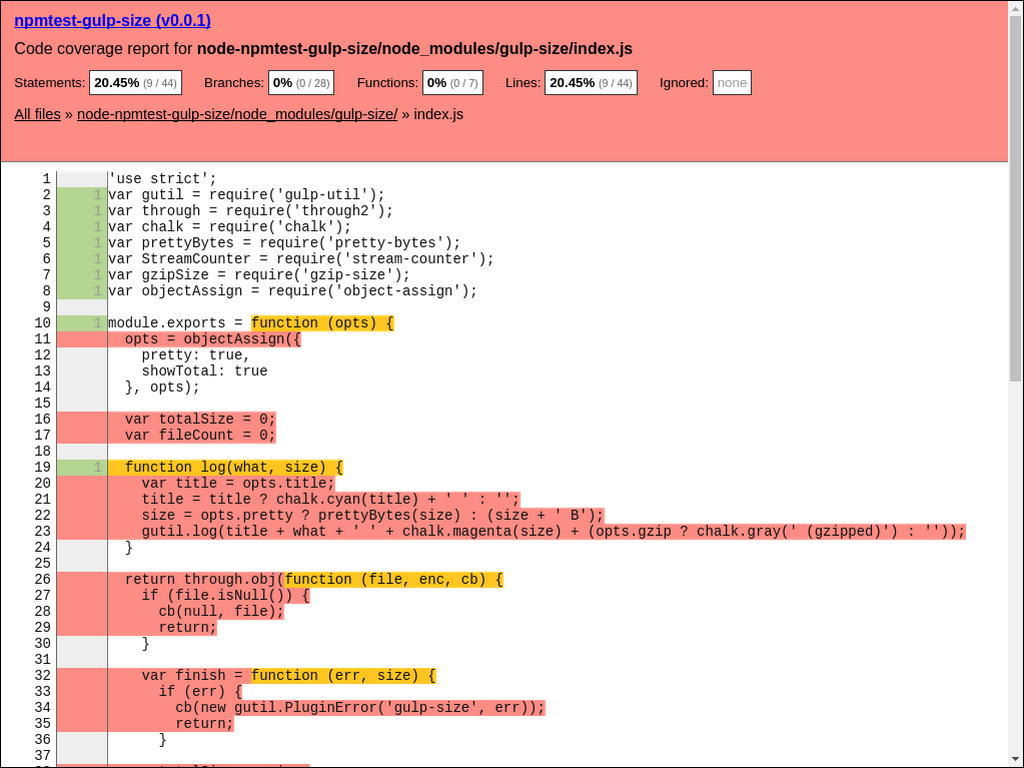 npmtest-gulp-size (v0.0.1)
Code coverage report for node-npmtest-gulp-size/node_modules/gulp-size/index.js
Statements: 20.45% (9 / 44) Branches: 0% (0 / 28) Functions: 0% (0 / 7) Lines: 20.45% (9 / 44) Ignored: none
All files » node-npmtest-gulp-size/node_modules/gulp-size/ » index.js
1 'use strict';
2 1 var gutil = require('gulp-util');
3 1 var through = require('through2');
4 1 var chalk = require('chalk');
5 1 var prettyBytes = require('pretty-bytes');
6 1 var StreamCounter = require('stream-counter');
7 1 var gzipSize = require('gzip-size');
8 1 var objectAssign = require('object-assign');
9
10 1 module.exports = function (opts) {
11 opts = objectAssign({
12 pretty: true,
13 showTotal: true
14 }, opts);
15
16 var totalSize = 0;
17 var fileCount = 0;
18
19 1 function log(what, size) {
20 var title = opts.title;
21 title = title ? chalk.cyan(title) + ' ' : '';
22 size = opts.pretty ? prettyBytes(size) : (size + ' B');
23 gutil.log(title + what + ' ' + chalk.magenta(size) + (opts.gzip ? chalk.gray(' (gzipped)') : ''));
24 }
25
26 return through.obj(function (file, enc, cb) {
27 if (file.isNull()) {
28 cb(null, file);
29 return;
30 }
31
32 var finish = function (err, size) {
33 if (err) {
34 cb(new gutil.PluginError('gulp-size', err));
35 return;
36 }
37